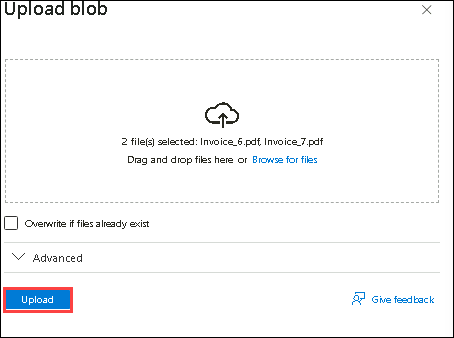 Upload blob
2 file(s) selected: Invoice_6.pdf, Invoice_7.pdf
Drag and drop files here or Browse for files
Overwrite if files already exist
Advanced
Upload
Give feedback